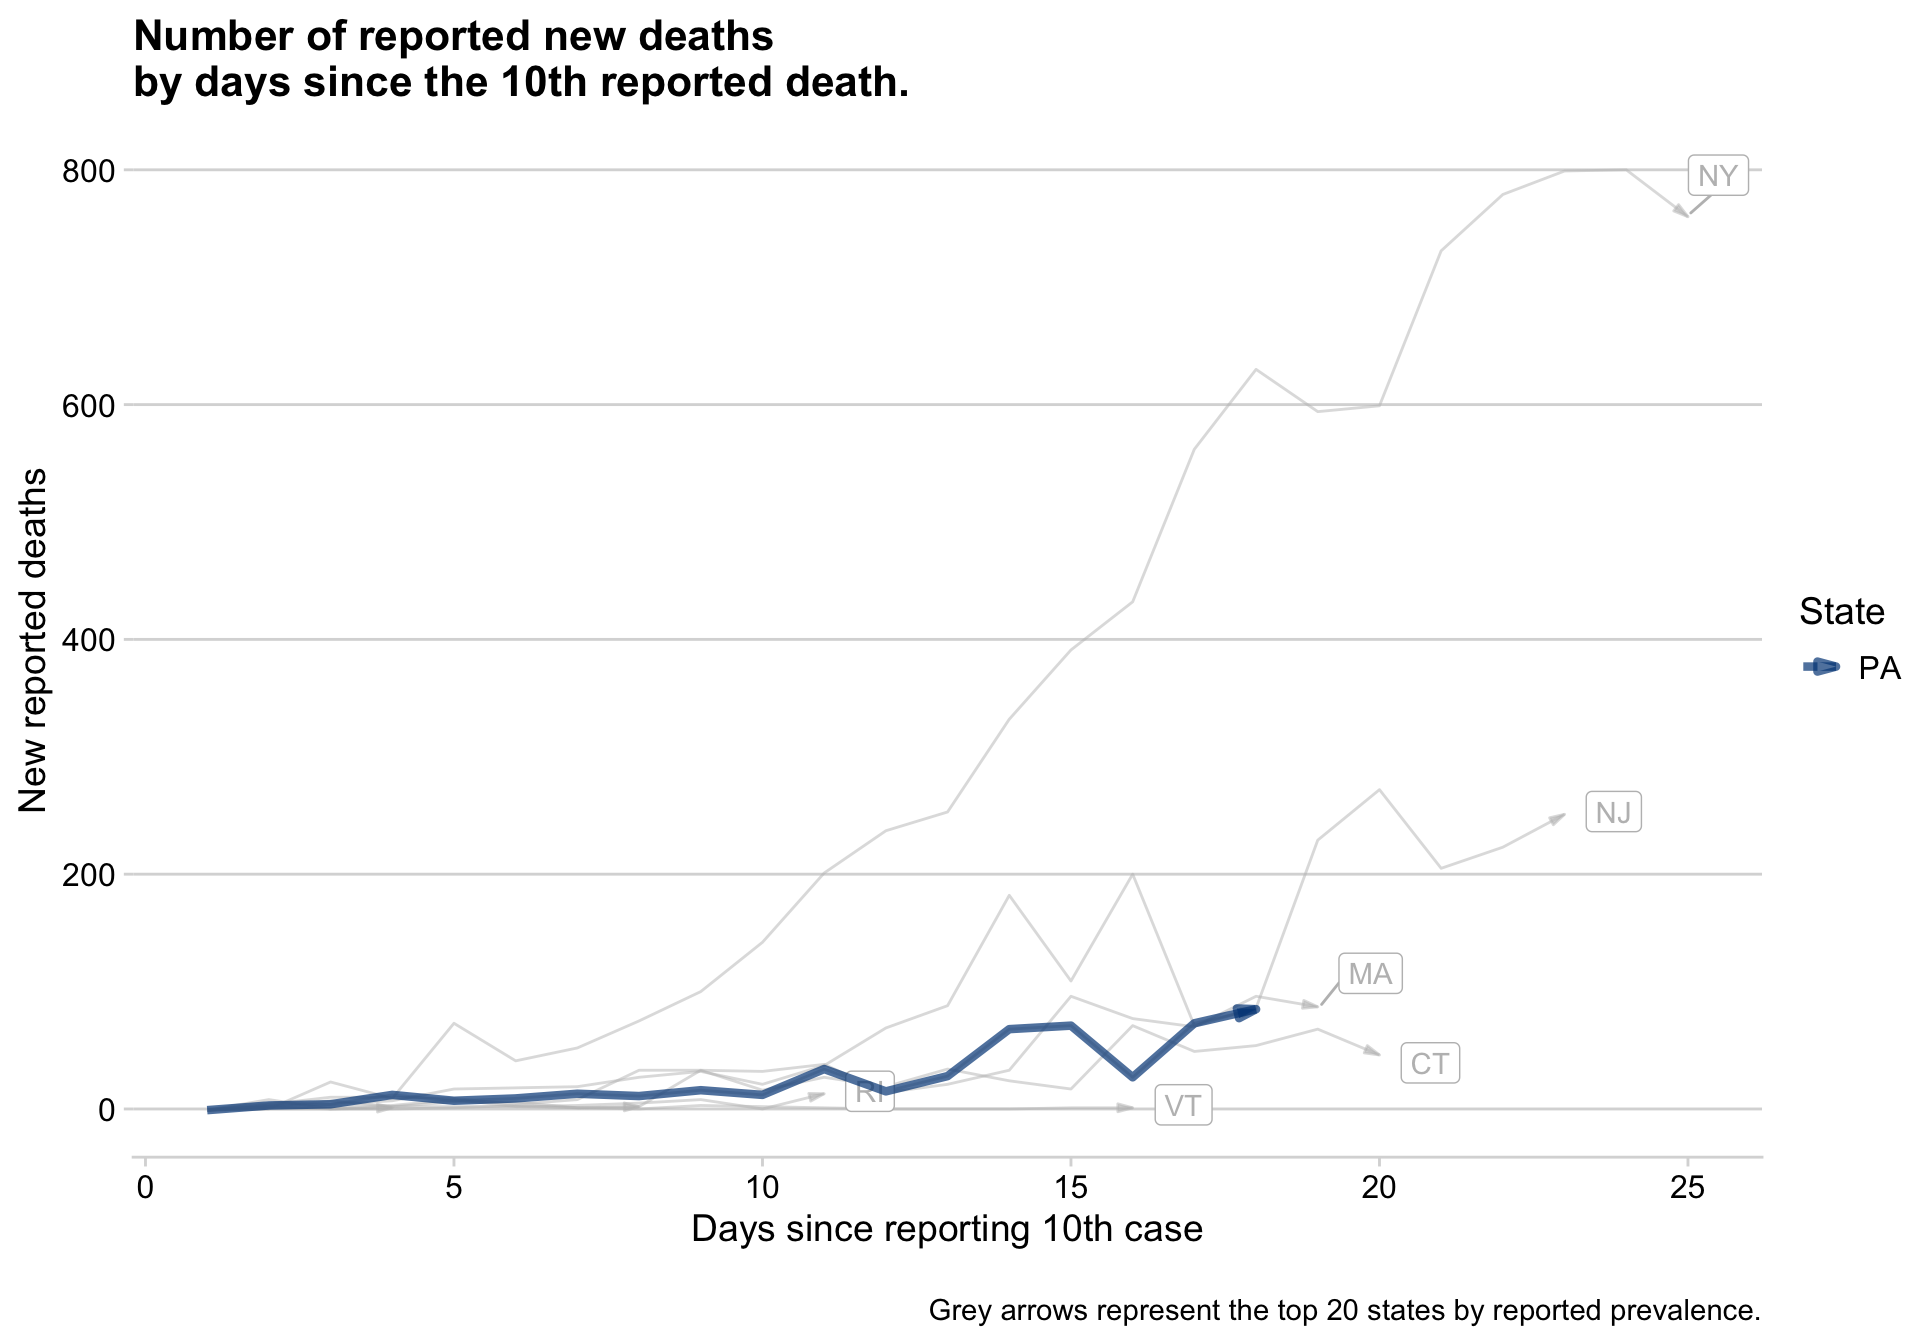 Number of reported new deaths
by days since the 10th reported death.
New reported deaths
800
600
400
200
0
NY
NJ
MA
CT
RI
VT
State
PA
0 5 10 15 20 25
Days since reporting 10th case
Grey arrows represent the top 20 states by reported prevalence.